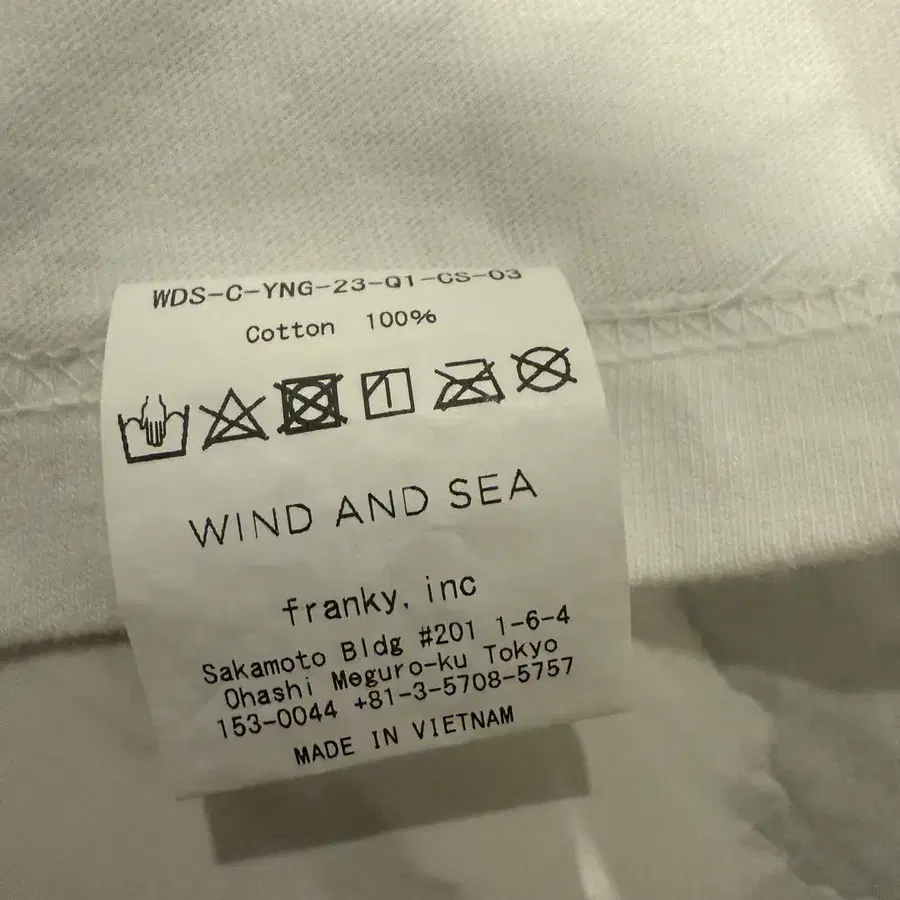 WDS-C-YNG-23-Q1-CS-03
Cotton 100%
WIND AND SEA
franky, inc
Sakamoto Bldg #201 1-6-4
Ohashi Meguro-ku Tokyo
153-0044 +81-3-5708-5757
MADE IN VIETNAM